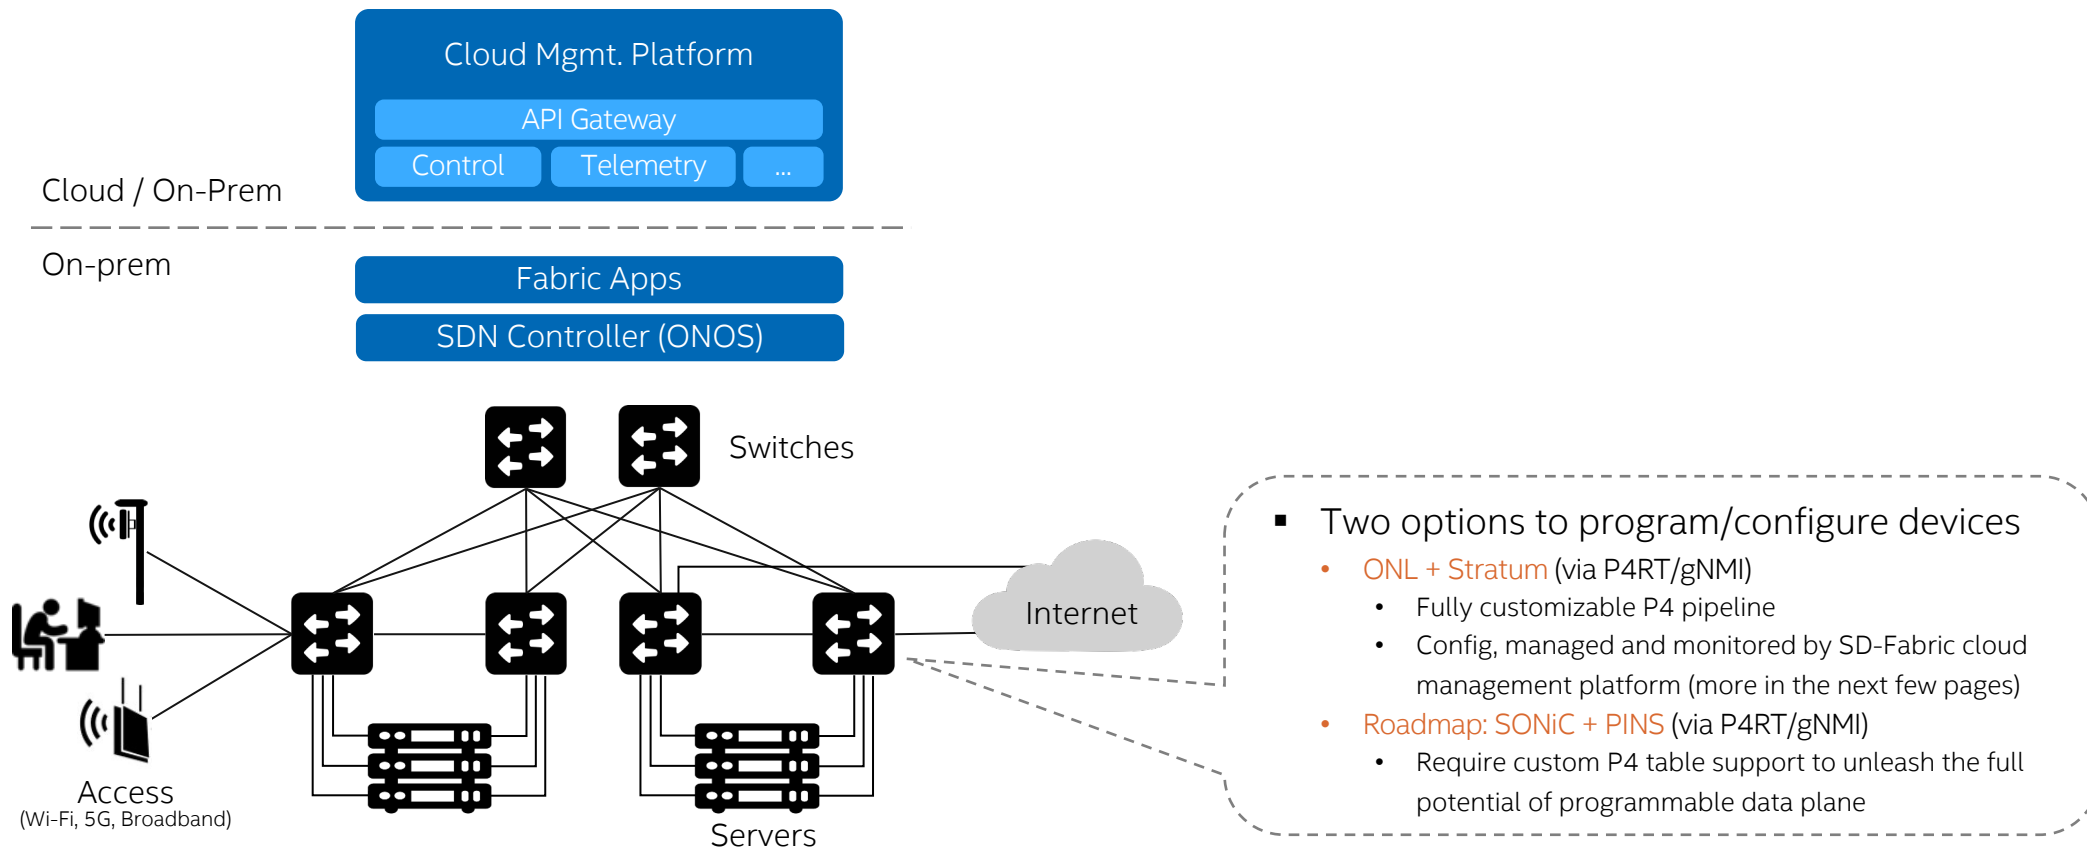 Cloud Mgmt. Platform
API Gateway
Control
Telemetry
...
Cloud / On-Prem
On-prem
Fabric Apps
SDN Controller (ONOS)
Switches
Internet
Access
(Wi-Fi, 5G, Broadband)
Servers
▪ Two options to program/configure devices
• ONL + Stratum (via P4RT/gNMI)
• Fully customizable P4 pipeline
• Config, managed and monitored by SD-Fabric cloud
management platform (more in the next few pages)
• Roadmap: SONiC + PINS (via P4RT/gNMI)
• Require custom P4 table support to unleash the full
potential of programmable data plane